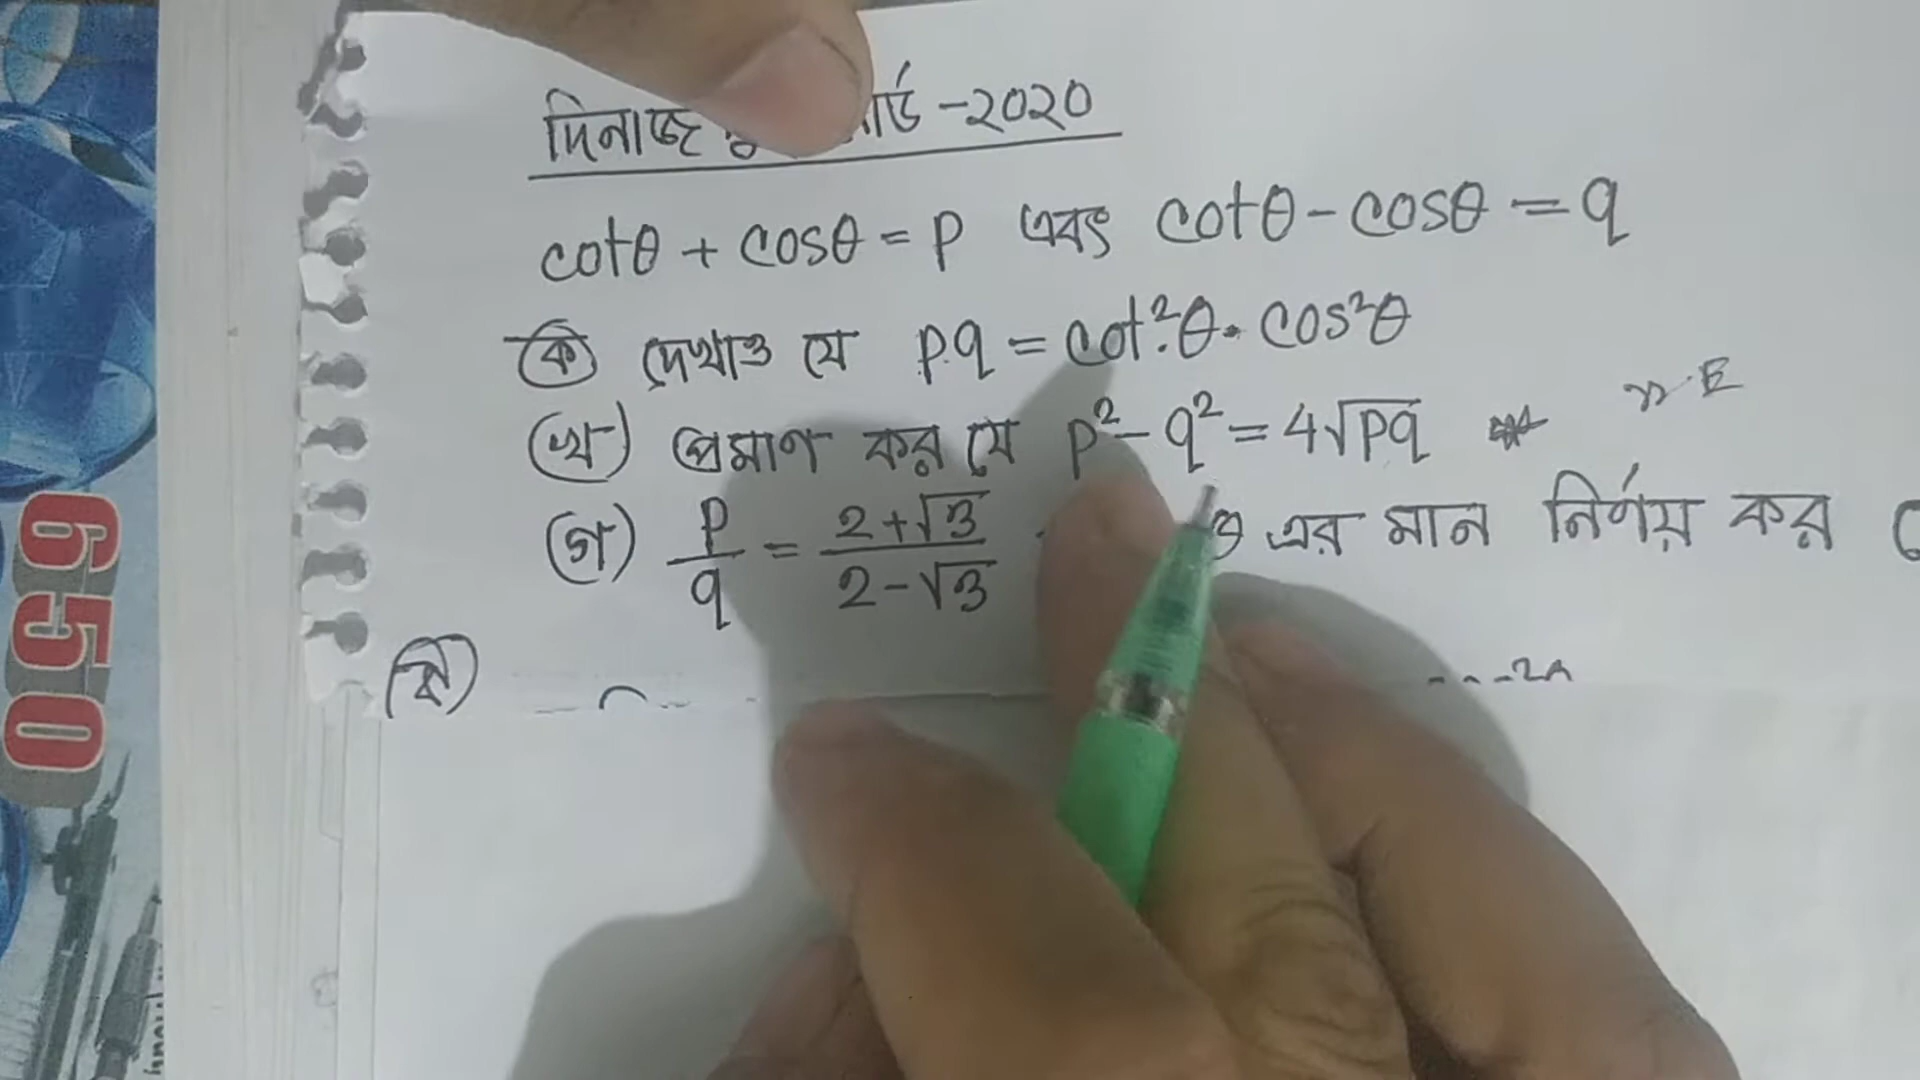 -২০২০
cotθ + cosθ = p এবং cotθ - cosθ = q
(ক) দেখাও যে p.q = cot²θ. cos²θ
(খ) প্রমাণ কর যে p² - q² = 4√pq
(গ) p/q = 2+√3/2-√3 এর মান নির্ণয় কর
650